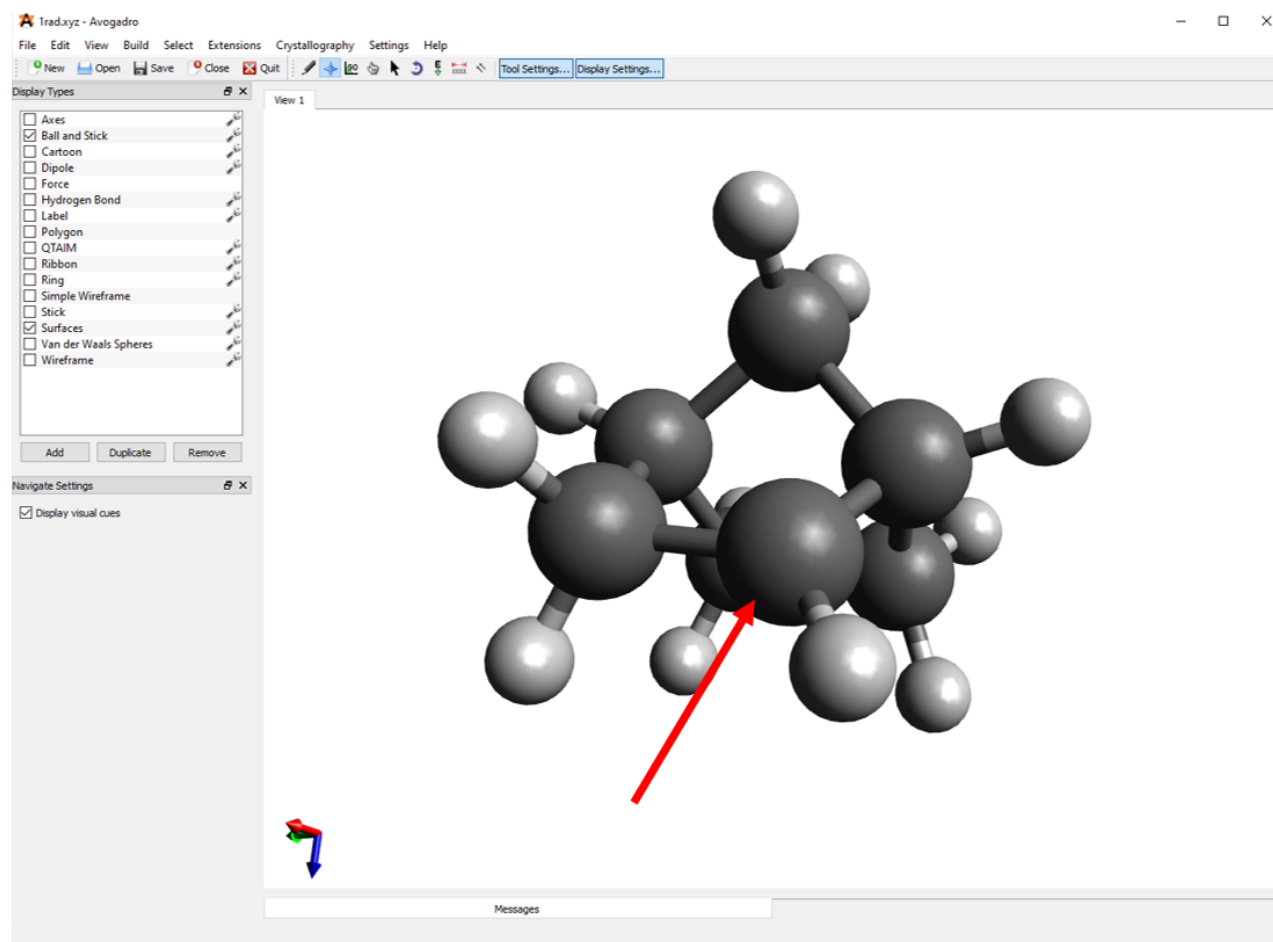 1rad.xyz - Avogadro
File Edit View Build Select Extensions Crystallography Settings Help
New Open Save Close Quit Tool Settings... Display Settings...
Display Types
View 1
Axes
Ball and Stick
Cartoon
Dipole
Force
Hydrogen Bond
Label
Polygon
QTAIM
Ribbon
Ring
Simple Wireframe
Stick
Surfaces
Van der Waals Spheres
Wireframe
Add Duplicate Remove
Navigate Settings
Display visual cues
Messages